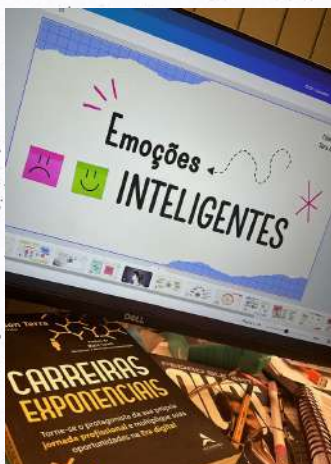 Emoções
INTELIGENTES
DELL
Terra
CARREIRAS
EXPONENCIAIS
Torne-se o protagonista da sua própria
jornada profissional e multiplique suas
oportunidades na Era digital